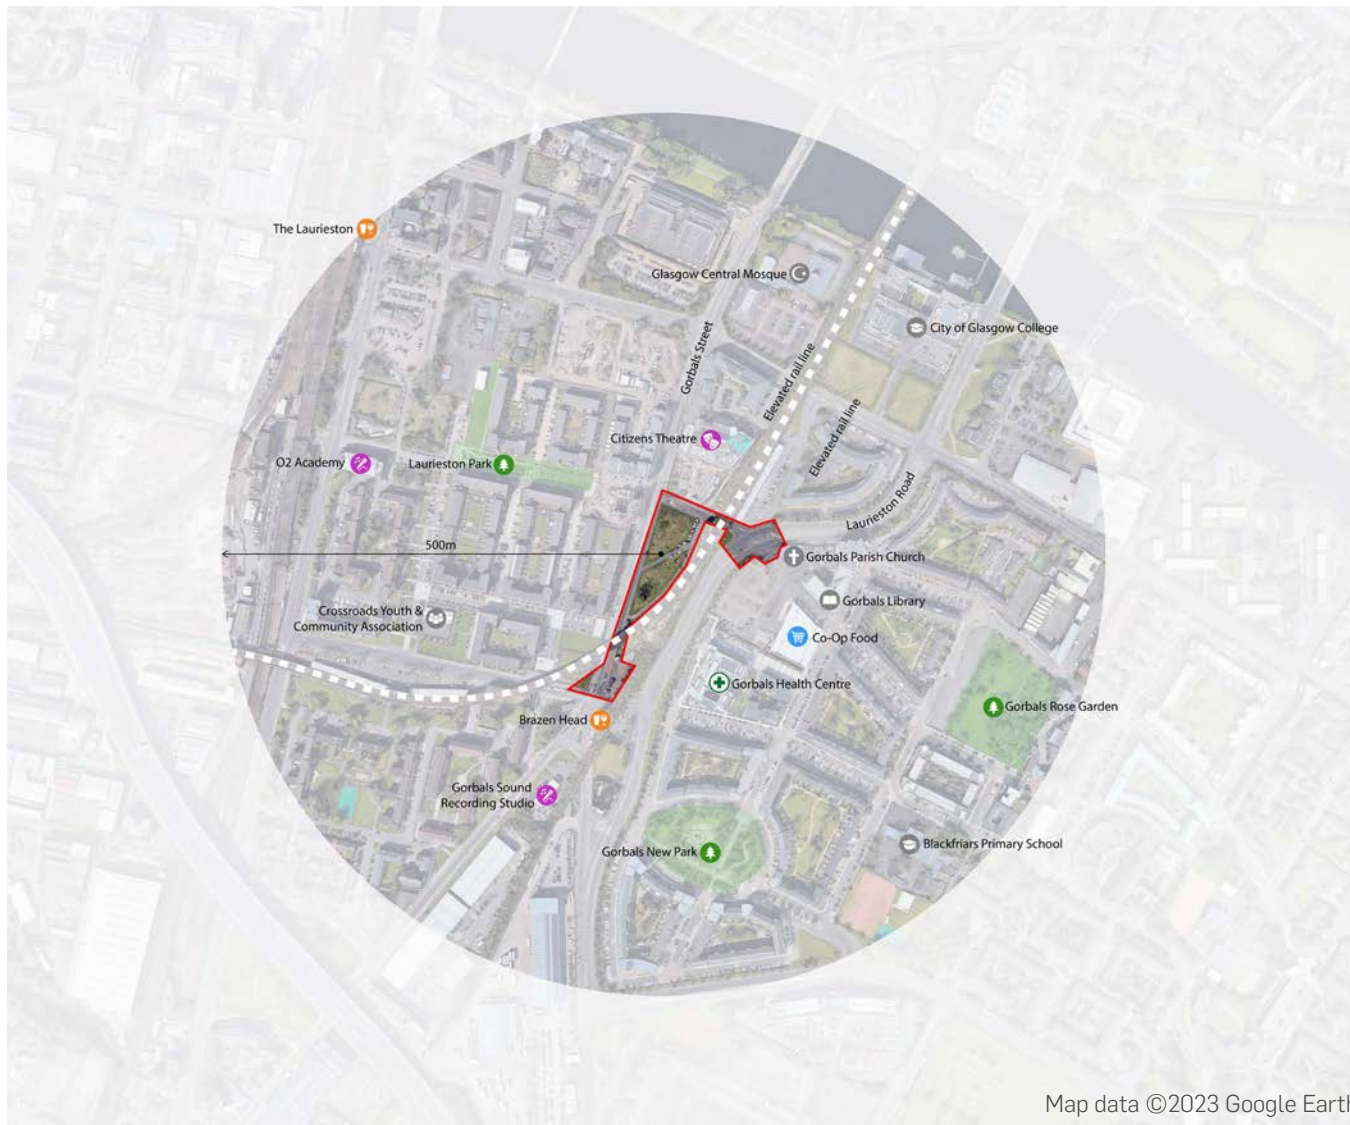 The Laurieston
Glasgow Central Mosque
City of Glasgow College
Gorbals Street
Elevated rail line
Elevated rail line
Citizens Theatre
O2 Academy
Laurieston Park
Laurieston Road
500m
Gorbals Parish Church
Gorbals Library
Crossroads Youth &
Community Association
Co-Op Food
Gorbals Health Centre
Gorbals Rose Garden
Brazen Head
Gorbals Sound
Recording Studio
Gorbals New Park
Blackfriars Primary School
Map data ©2023 Google Earth